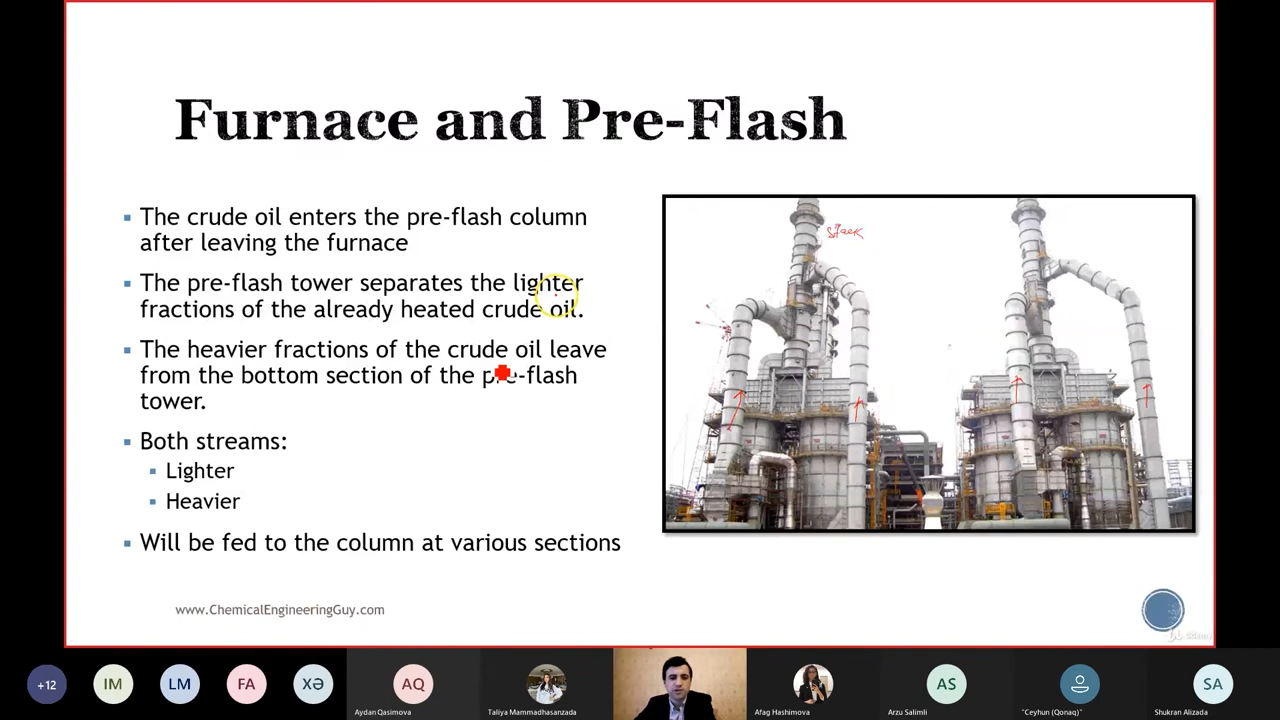 Furnace and Pre-Flash
The crude oil enters the pre-flash column
after leaving the furnace
The pre-flash tower separates the lighter
fractions of the already heated crude oil.
The heavier fractions of the crude oil leave
from the bottom section of the pre-flash
tower.
Both streams:
Lighter
Heavier
Will be fed to the column at various sections
stack
www.ChemicalEngineeringGuy.com
Udemy
+12
IM
LM
FA
XƏ
AQ
AS
SA
Aydan Qasimova
Taliya Mammadhasanzada
Afag Hashimova
Arzu Salimli
"Ceyhun (Qonaq)"
Shukran Alizada